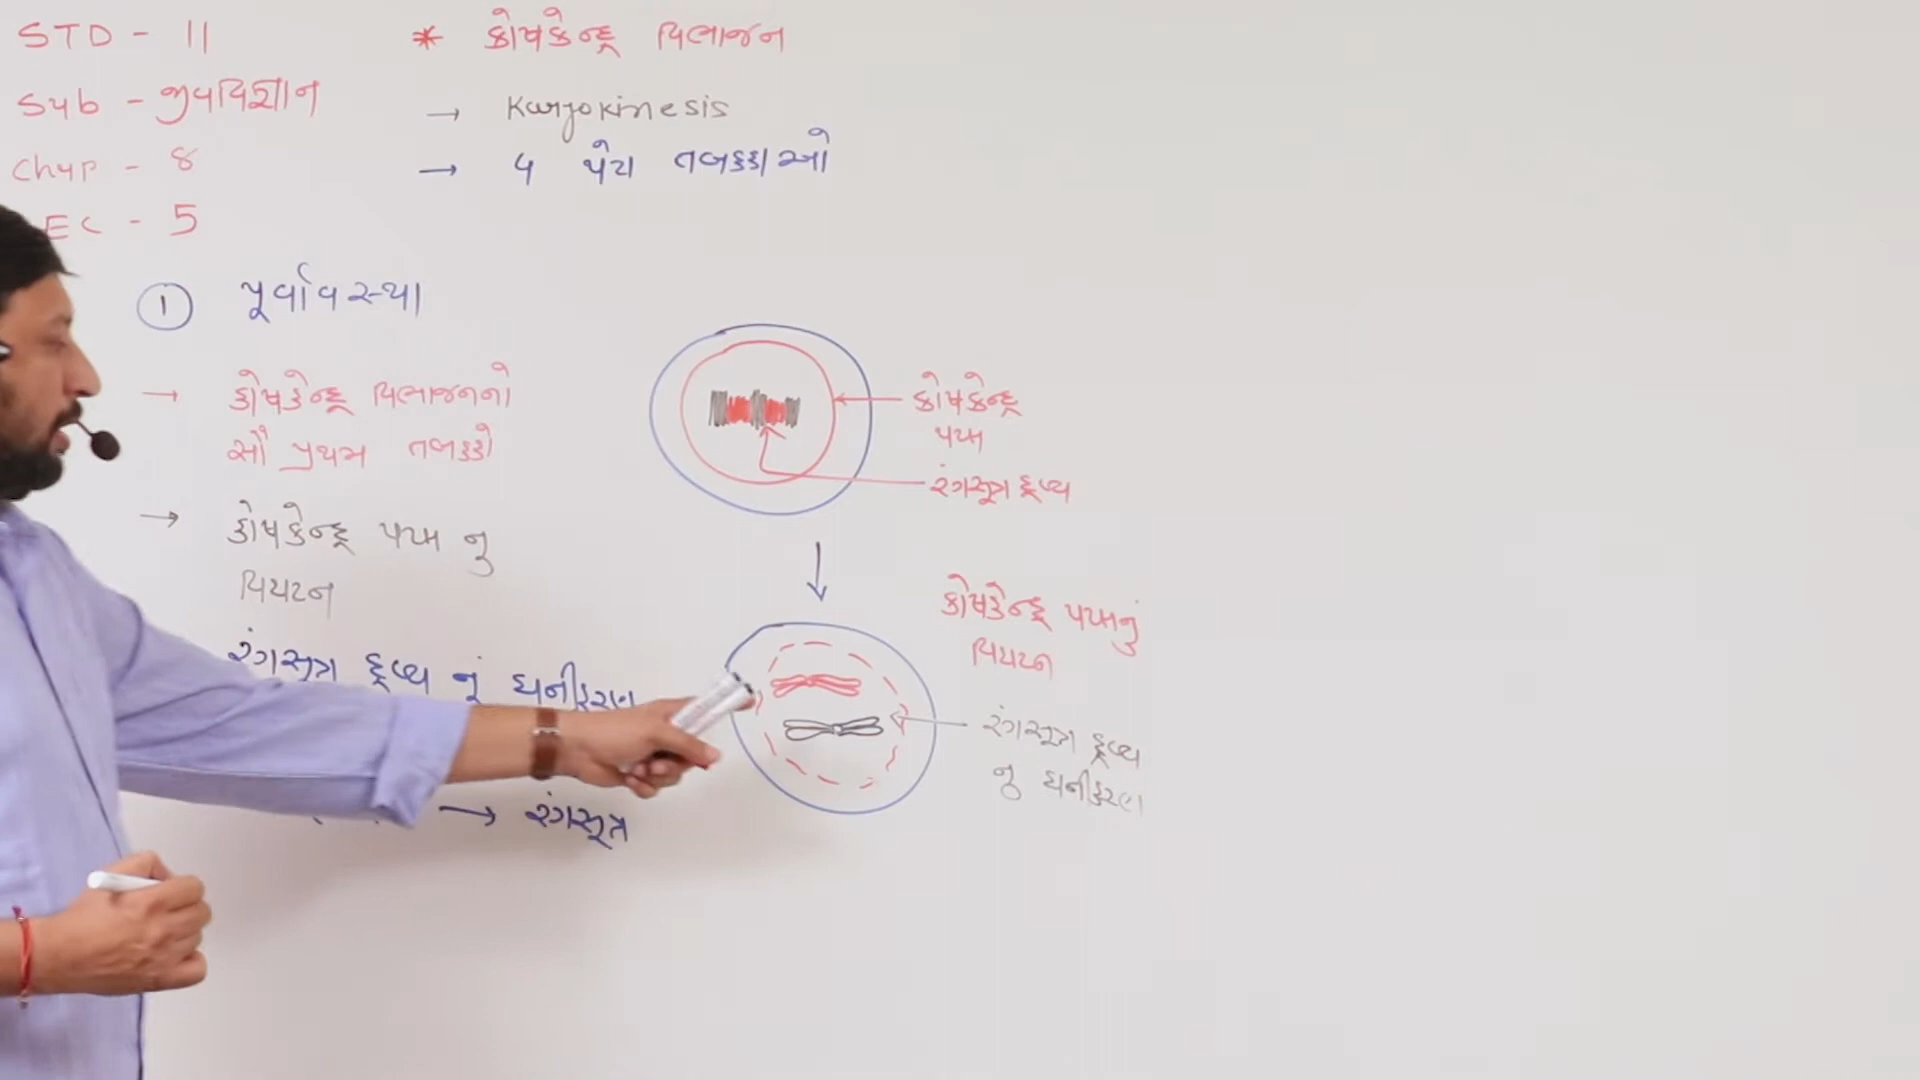 STD - 11
Sub - જીવવિજ્ઞાન
Chap - 8
EC - 5
* કોષકેન્દ્ર વિભાજન
→ Karyokinesis
→ 4 પેટા તબક્કાઓ
1 પૂર્વાવસ્થા
→ કોષકેન્દ્ર વિભાજનનો
સૌ પ્રથમ તબક્કો
→ કોષકેન્દ્ર પટલ નુ
વિઘટન
રંગસૂત્ર દ્રવ્ય નું ઘનીકરણ
→ રંગસૂત્ર
કોષકેન્દ્ર
પટલ
રંગસૂત્ર દ્રવ્ય
કોષકેન્દ્ર પટલનું
વિઘટન
રંગસૂત્ર દ્રવ્ય
નુ ઘનીકરણ